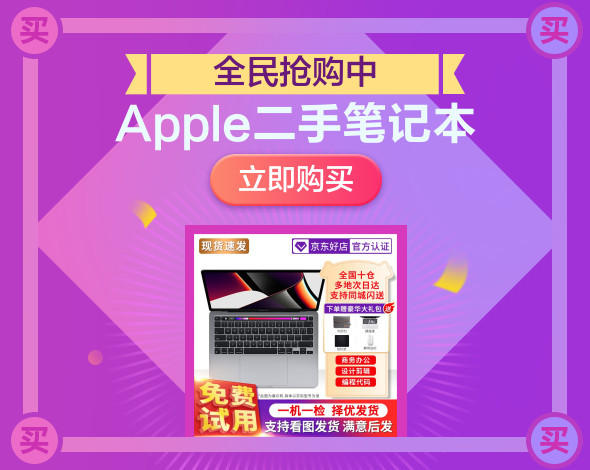 买
买
全民抢购中
Apple二手笔记本
立即购买
现货速发
京东好店 官方认证
全国十仓
多地次日达
支持同城闪送
下单赠豪华大礼包 送
商务办公
设计剪辑
编程代码
免费
试用
一机一检 择优发货
支持看图发货 满意后发
买
买